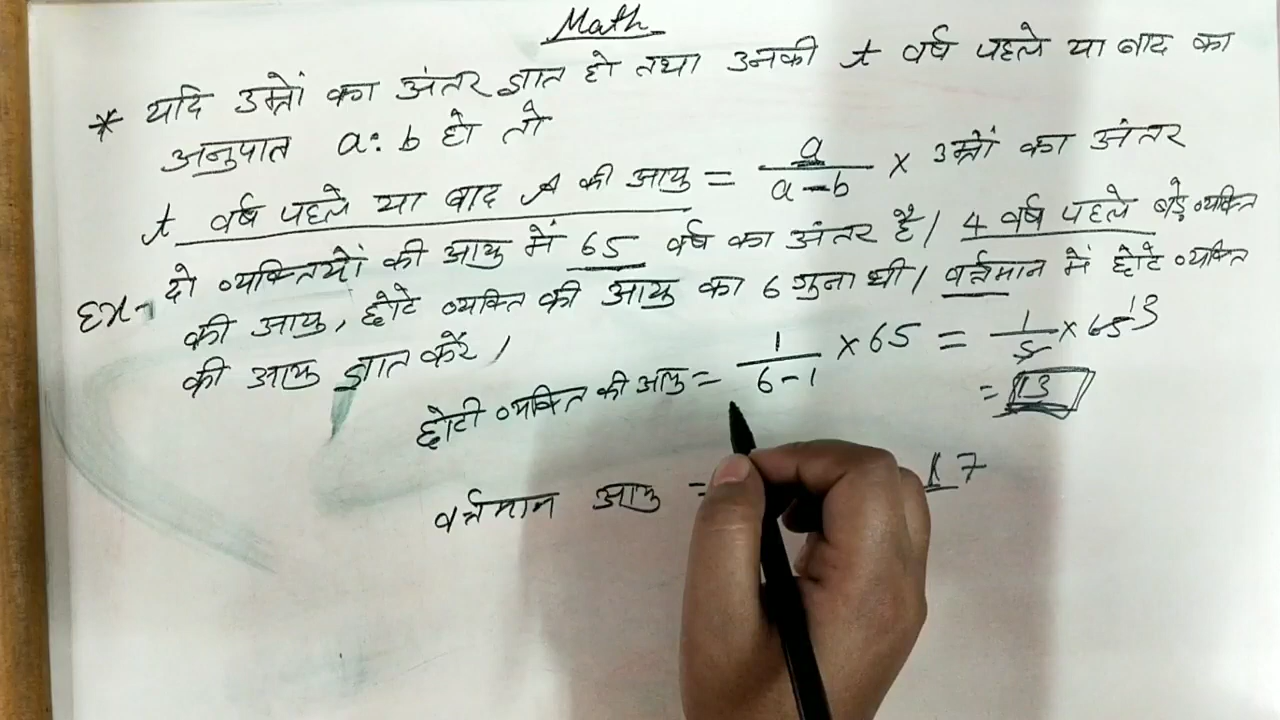 Math
* यदि उम्रों का अंतर ज्ञात हो तथा उनकी t वर्ष पहले या बाद का
अनुपात a:b हो तो
t वर्ष पहले या बाद A की आयु = a/(a-b) × उम्रों का अंतर
Ex- दो व्यक्तियों की आयु में 65 वर्ष का अंतर है। 4 वर्ष पहले बड़े व्यक्ति
की आयु, छोटे व्यक्ति की आयु का 6 गुना थी। वर्त्तमान में छोटे व्यक्ति
की आयु ज्ञात करें।
छोटी व्यक्ति की आयु = 1/(6-1) × 65 = 1/5 × 65 13
= 13
वर्त्तमान आयु = 17